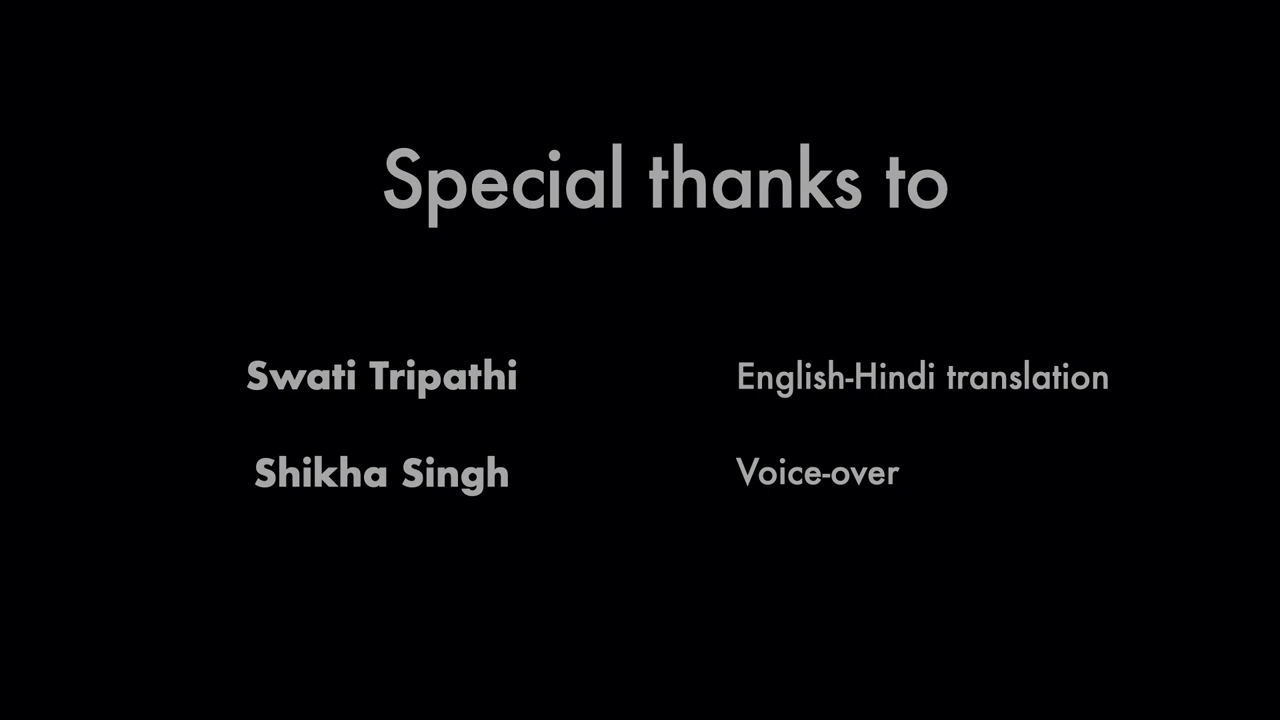 Special thanks to
Swati Tripathi English-Hindi translation
Shikha Singh Voice-over